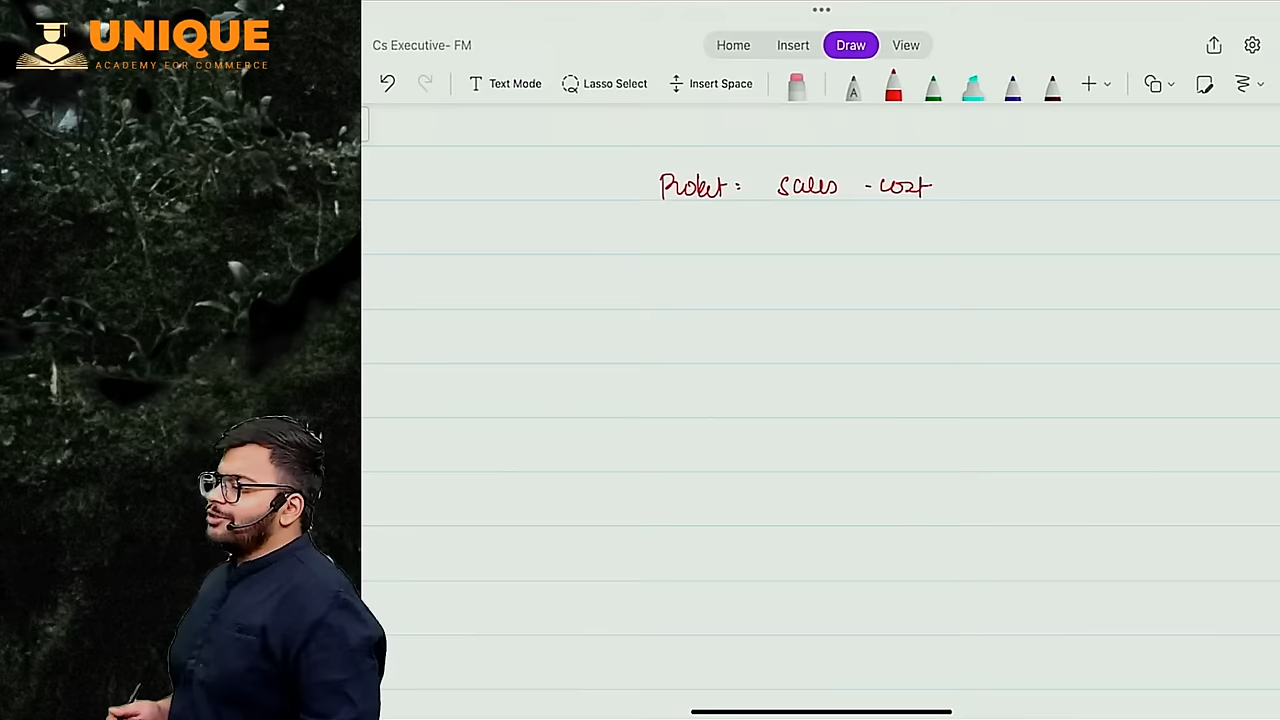 UNIQUE
ACADEMY FOR COMMERCE
Cs Executive- FM
Home Insert Draw View
Text Mode Lasso Select Insert Space
A
Profit: Sales - cost